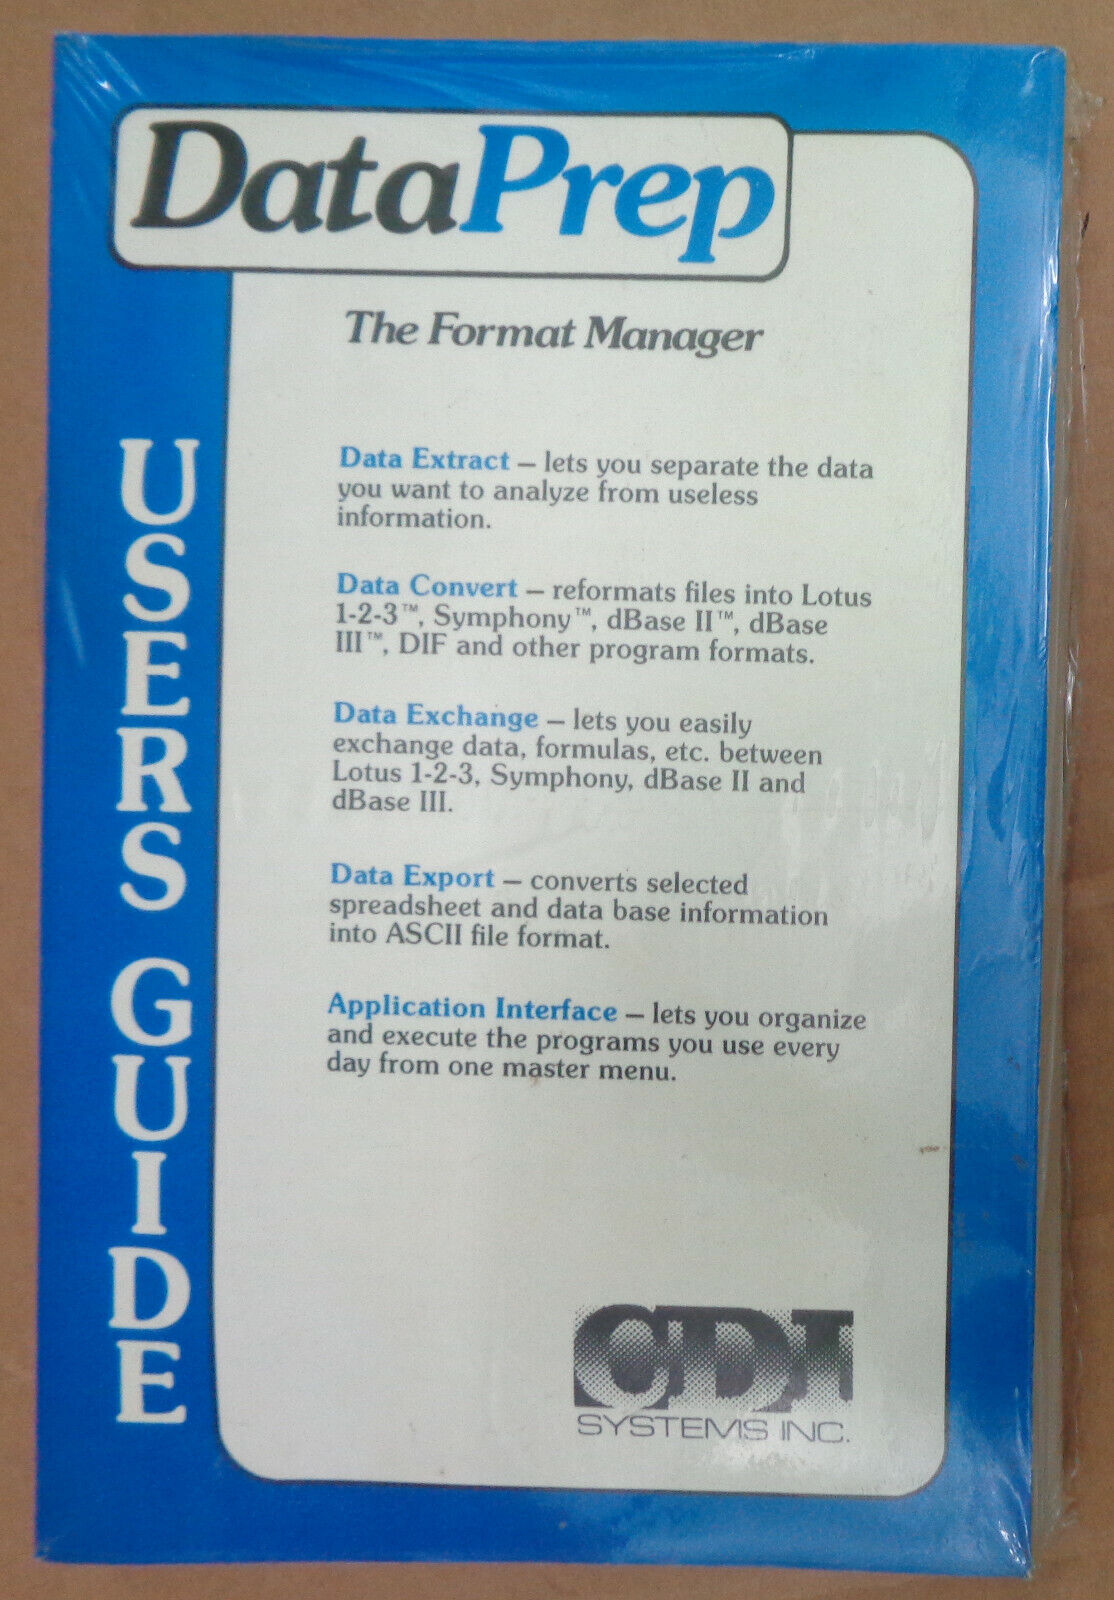 DataPrep
The Format Manager
USERS GUIDE
Data Extract – lets you separate the data
you want to analyze from useless
information.
Data Convert – reformats files into Lotus
1-2-3™, Symphony™, dBase II™, dBase
III™, DIF and other program formats.
Data Exchange – lets you easily
exchange data, formulas, etc. between
Lotus 1-2-3, Symphony, dBase II and
dBase III.
Data Export – converts selected
spreadsheet and data base information
into ASCII file format.
Application Interface – lets you organize
and execute the programs you use every
day from one master menu.
CDI
SYSTEMS INC.